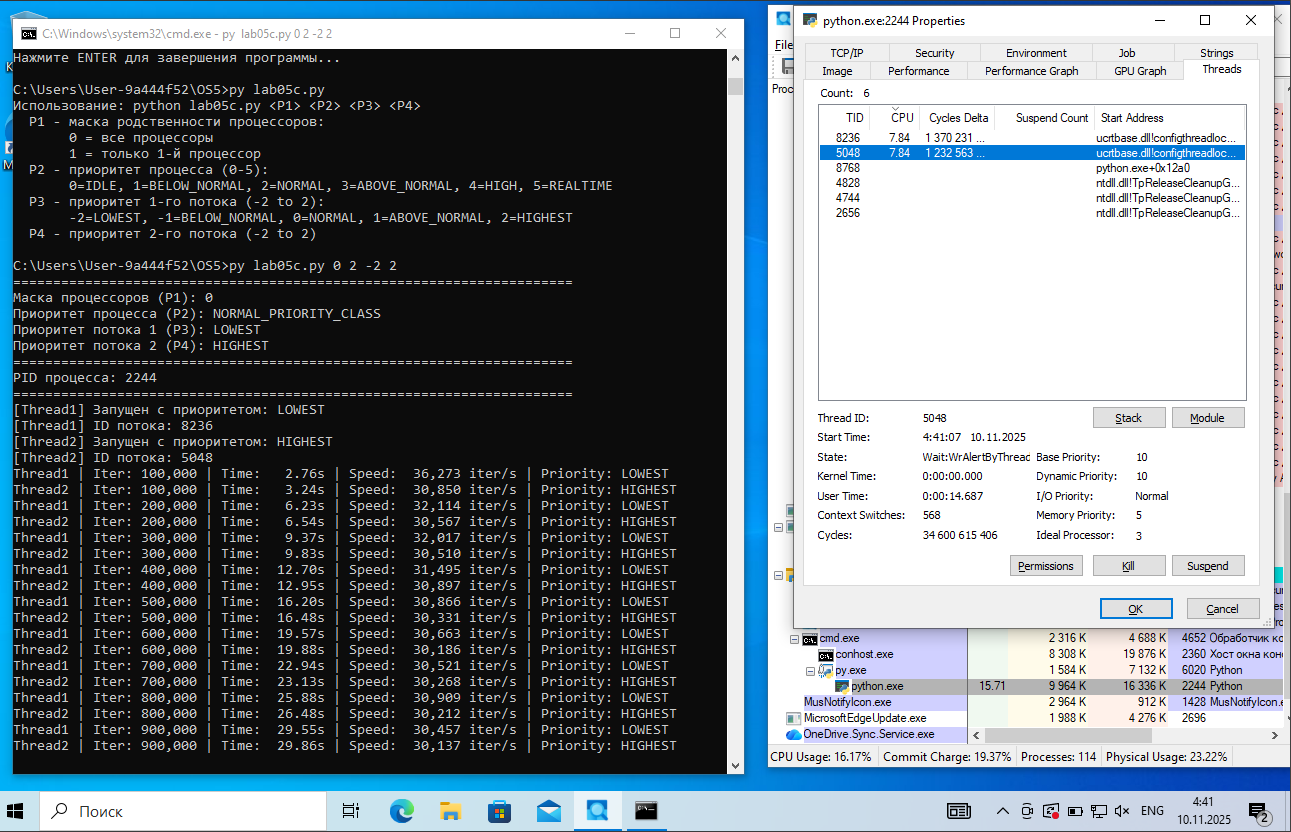 C:\Windows\system32\cmd.exe - py lab05c.py 0 2 -2 2
Нажмите ENTER для завершения программы...
C:\Users\User-9a444f52\OS5>py lab05c.py
Использование: python lab05c.py <P1> <P2> <P3> <P4>
P1 - маска родственности процессоров:
0 = все процессоры
1 = только 1-й процессор
P2 - приоритет процесса (0-5):
0=IDLE, 1=BELOW_NORMAL, 2=NORMAL, 3=ABOVE_NORMAL, 4=HIGH, 5=REALTIME
P3 - приоритет 1-го потока (-2 to 2):
-2=LOWEST, -1=BELOW_NORMAL, 0=NORMAL, 1=ABOVE_NORMAL, 2=HIGHEST
P4 - приоритет 2-го потока (-2 to 2)
C:\Users\User-9a444f52\OS5>py lab05c.py 0 2 -2 2
======================================================================
Маска процессоров (P1): 0
Приоритет процесса (P2): NORMAL_PRIORITY_CLASS
Приоритет потока 1 (P3): LOWEST
Приоритет потока 2 (P4): HIGHEST
======================================================================
PID процесса: 2244
======================================================================
[Thread1] Запущен с приоритетом: LOWEST
[Thread1] ID потока: 8236
[Thread2] Запущен с приоритетом: HIGHEST
[Thread2] ID потока: 5048
Thread1 | Iter: 100,000 | Time:   2.76s | Speed:  36,273 iter/s | Priority: LOWEST
Thread2 | Iter: 100,000 | Time:   3.24s | Speed:  30,850 iter/s | Priority: HIGHEST
Thread1 | Iter: 200,000 | Time:   6.23s | Speed:  32,114 iter/s | Priority: LOWEST
Thread2 | Iter: 200,000 | Time:   6.54s | Speed:  30,567 iter/s | Priority: HIGHEST
Thread1 | Iter: 300,000 | Time:   9.37s | Speed:  32,017 iter/s | Priority: LOWEST
Thread2 | Iter: 300,000 | Time:   9.83s | Speed:  30,510 iter/s | Priority: HIGHEST
Thread1 | Iter: 400,000 | Time:  12.70s | Speed:  31,495 iter/s | Priority: LOWEST
Thread2 | Iter: 400,000 | Time:  12.95s | Speed:  30,897 iter/s | Priority: HIGHEST
Thread1 | Iter: 500,000 | Time:  16.20s | Speed:  30,866 iter/s | Priority: LOWEST
Thread2 | Iter: 500,000 | Time:  16.48s | Speed:  30,331 iter/s | Priority: HIGHEST
Thread1 | Iter: 600,000 | Time:  19.57s | Speed:  30,663 iter/s | Priority: LOWEST
Thread2 | Iter: 600,000 | Time:  19.88s | Speed:  30,186 iter/s | Priority: HIGHEST
Thread1 | Iter: 700,000 | Time:  22.94s | Speed:  30,521 iter/s | Priority: LOWEST
Thread2 | Iter: 700,000 | Time:  23.13s | Speed:  30,268 iter/s | Priority: HIGHEST
Thread1 | Iter: 800,000 | Time:  25.88s | Speed:  30,909 iter/s | Priority: LOWEST
Thread2 | Iter: 800,000 | Time:  26.48s | Speed:  30,212 iter/s | Priority: HIGHEST
Thread1 | Iter: 900,000 | Time:  29.55s | Speed:  30,457 iter/s | Priority: LOWEST
Thread2 | Iter: 900,000 | Time:  29.86s | Speed:  30,137 iter/s | Priority: HIGHEST
File
Proc
python.exe:2244 Properties
TCP/IP Security Environment Job Strings
Image Performance Performance Graph GPU Graph Threads
Count: 6
TID CPU Cycles Delta Suspend Count Start Address
8236 7.84 1 370 231 ... ucrtbase.dll!configthreadloc...
5048 7.84 1 232 563 ... ucrtbase.dll!configthreadloc...
8768 python.exe+0x12a0
4828 ntdll.dll!TpReleaseCleanupG...
4744 ntdll.dll!TpReleaseCleanupG...
2656 ntdll.dll!TpReleaseCleanupG...
Thread ID: 5048 Stack Module
Start Time: 4:41:07 10.11.2025
State: Wait:WrAlertByThread Base Priority: 10
Kernel Time: 0:00:00.000 Dynamic Priority: 10
User Time: 0:00:14.687 I/O Priority: Normal
Context Switches: 568 Memory Priority: 5
Cycles: 34 600 615 406 Ideal Processor: 3
Permissions Kill Suspend
OK Cancel
cmd.exe 2 316 K 4 688 K 4652 Обработчик ко
conhost.exe 8 308 K 19 876 K 2360 Хост окна кон
py.exe 1 584 K 7 132 K 6020 Python
python.exe 15.71 9 964 K 16 336 K 2244 Python
MusNotifyIcon.exe 2 964 K 912 K 1428 MusNotifyIcon.e
MicrosoftEdgeUpdate.exe 1 988 K 4 276 K 2696
OneDrive.Sync.Service.exe
CPU Usage: 16.17% Commit Charge: 19.37% Processes: 114 Physical Usage: 23.22%
Поиск
ENG
4:41
10.11.2025
2